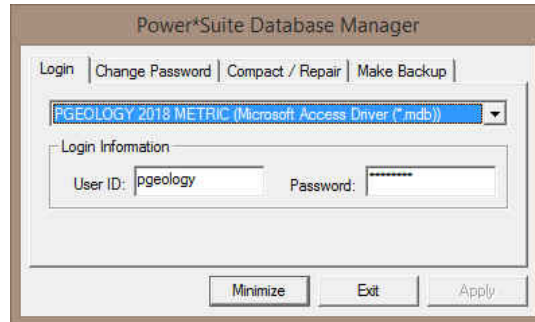 Power*Suite Database Manager
Login Change Password Compact / Repair Make Backup
PGEOLOGY 2018 METRIC (Microsoft Access Driver (*.mdb))
Login Information
User ID: pgeology Password: ********
Minimize Exit Apply